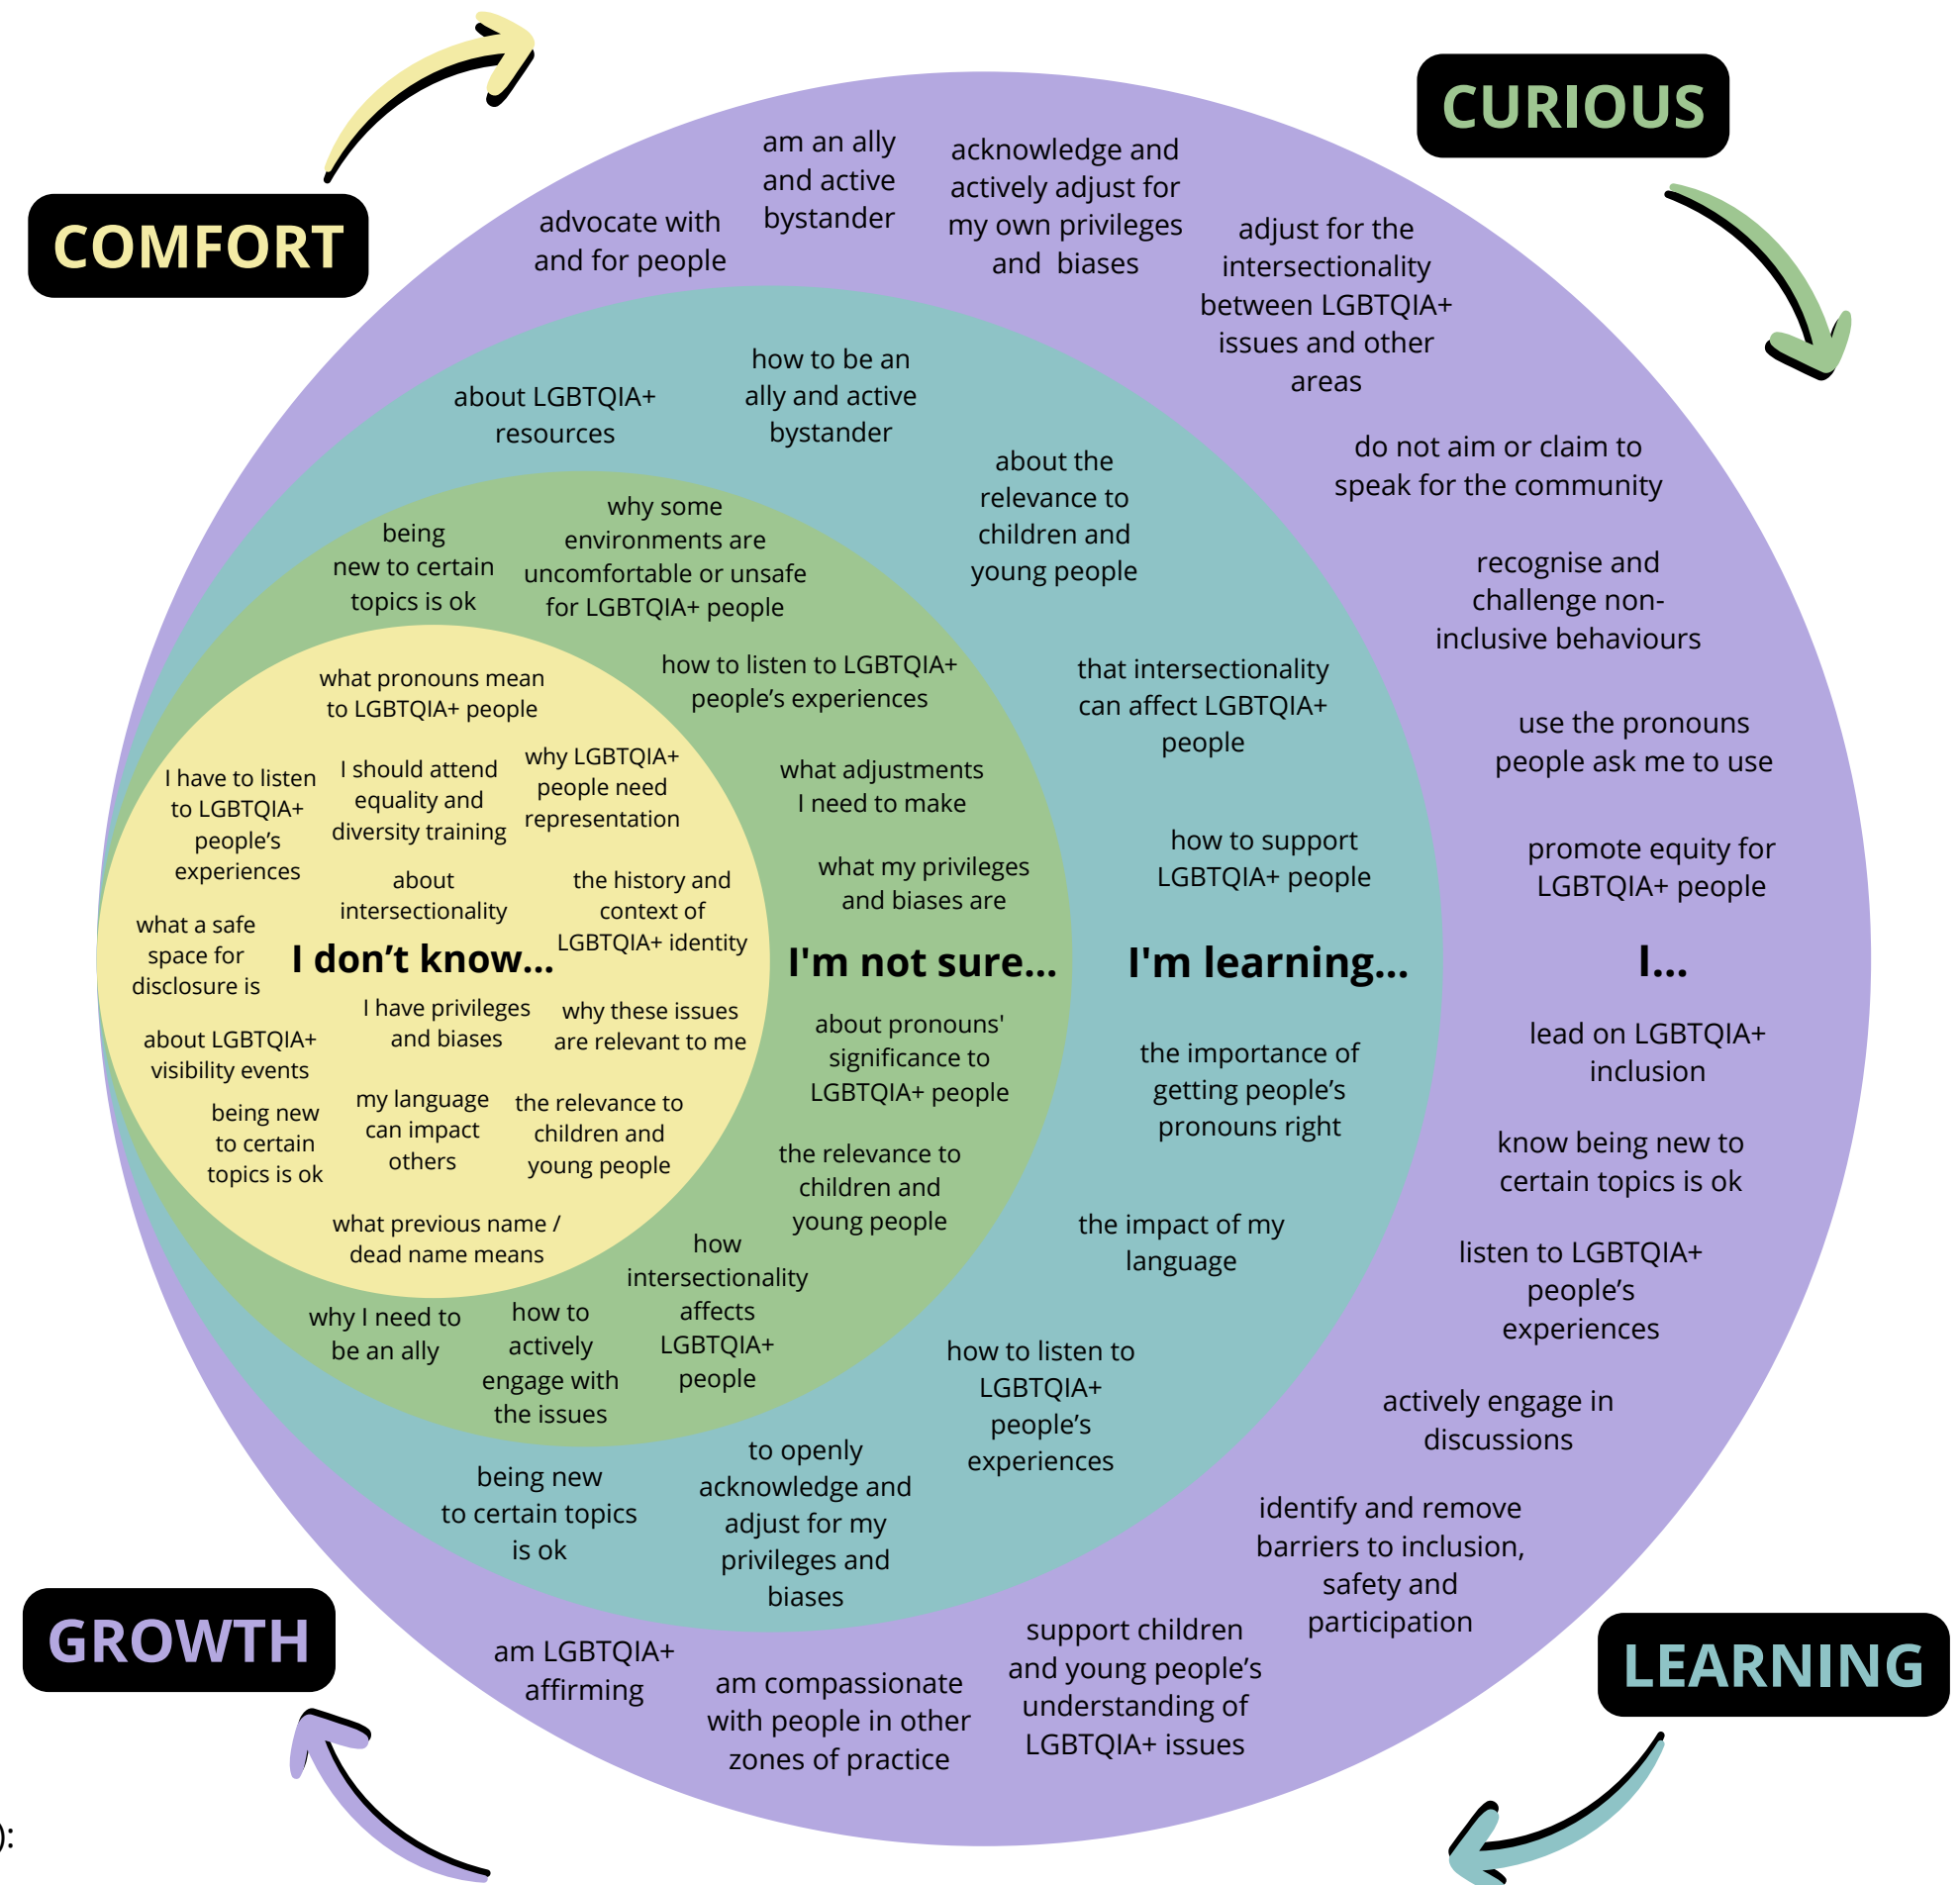 COMFORT
CURIOUS
am an ally
and active
bystander
acknowledge and
actively adjust for
my own privileges
and biases
advocate with
and for people
adjust for the
intersectionality
between LGBTQIA+
issues and other
areas
do not aim or claim to
speak for the community
recognise and
challenge non-
inclusive behaviours
use the pronouns
people ask me to use
promote equity for
LGBTQIA+ people
I...
lead on LGBTQIA+
inclusion
know being new to
certain topics is ok
listen to LGBTQIA+
people’s
experiences
actively engage in
discussions
identify and remove
barriers to inclusion,
safety and
participation
support children
and young people’s
understanding of
LGBTQIA+ issues
am compassionate
with people in other
zones of practice
am LGBTQIA+
affirming
about LGBTQIA+
resources
how to be an
ally and active
bystander
about the
relevance to
children and
young people
that intersectionality
can affect LGBTQIA+
people
how to support
LGBTQIA+ people
I'm learning...
the importance of
getting people’s
pronouns right
the impact of my
language
how to listen to
LGBTQIA+
people’s
experiences
to openly
acknowledge and
adjust for my
privileges and
biases
being new
to certain topics
is ok
being
new to certain
topics is ok
why some
environments are
uncomfortable or unsafe
for LGBTQIA+ people
how to listen to LGBTQIA+
people’s experiences
what adjustments
I need to make
what my privileges
and biases are
I'm not sure...
about pronouns'
significance to
LGBTQIA+ people
the relevance to
children and
young people
how
intersectionality
affects
LGBTQIA+
people
how to
actively
engage with
the issues
why I need to
be an ally
what pronouns mean
to LGBTQIA+ people
I have to listen
to LGBTQIA+
people’s
experiences
I should attend
equality and
diversity training
why LGBTQIA+
people need
representation
about
intersectionality
the history and
context of
LGBTQIA+ identity
what a safe
space for
disclosure is
I don’t know...
I have privileges
and biases
why these issues
are relevant to me
about LGBTQIA+
visibility events
being new
to certain
topics is ok
my language
can impact
others
the relevance to
children and
young people
what previous name /
dead name means
GROWTH
LEARNING
):